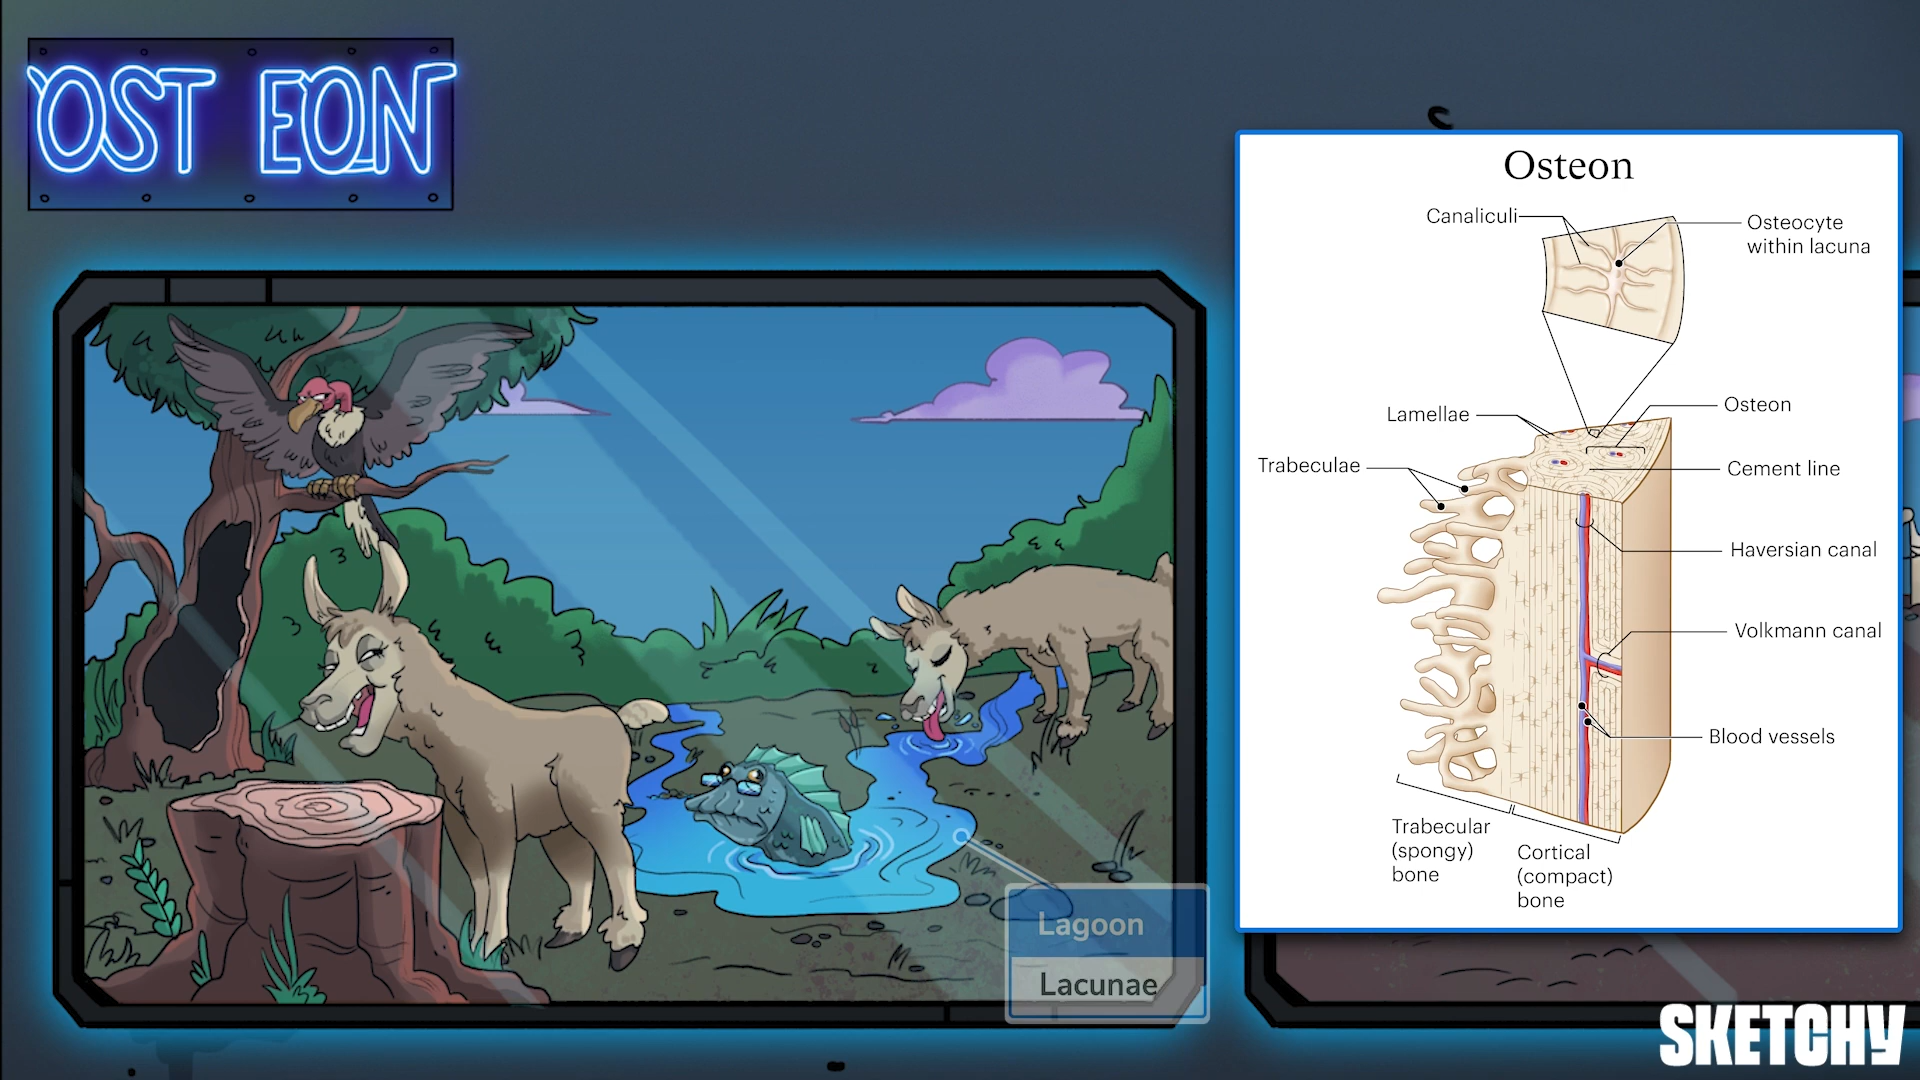 OST EON
Osteon
Canaliculi
Osteocyte
within lacuna
Lamellae
Osteon
Trabeculae
Cement line
Haversian canal
Volkmann canal
Blood vessels
Trabecular
(spongy)
bone
Cortical
(compact)
bone
Lagoon
Lacunae
SKETCHY